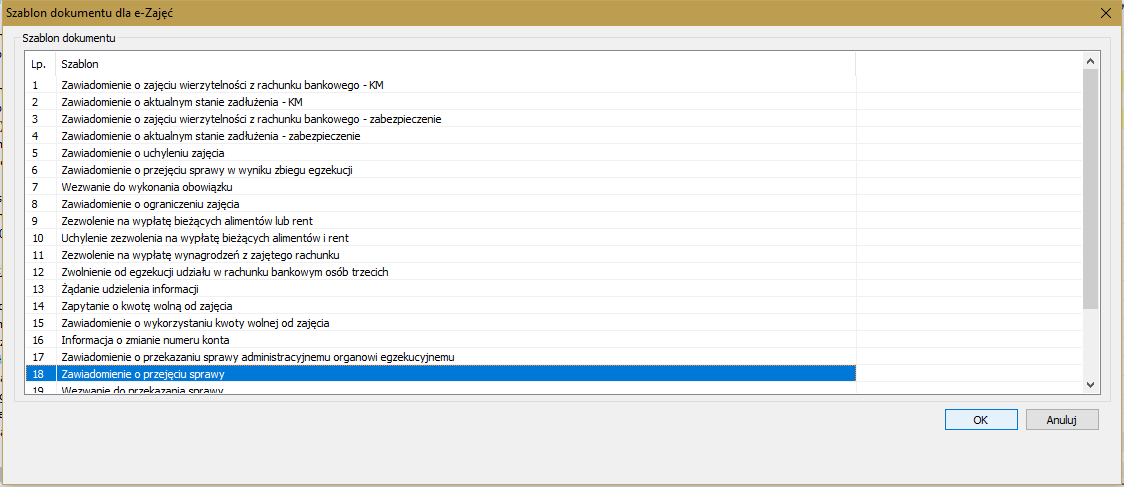 Szablon dokumentu dla e-Zajęć
Szablon dokumentu
Lp. Szablon
1 Zawiadomienie o zajęciu wierzytelności z rachunku bankowego - KM
2 Zawiadomienie o aktualnym stanie zadłużenia - KM
3 Zawiadomienie o zajęciu wierzytelności z rachunku bankowego - zabezpieczenie
4 Zawiadomienie o aktualnym stanie zadłużenia - zabezpieczenie
5 Zawiadomienie o uchyleniu zajęcia
6 Zawiadomienie o przejęciu sprawy w wyniku zbiegu egzekucji
7 Wezwanie do wykonania obowiązku
8 Zawiadomienie o ograniczeniu zajęcia
9 Zezwolenie na wypłatę bieżących alimentów lub rent
10 Uchylenie zezwolenia na wypłatę bieżących alimentów i rent
11 Zezwolenie na wypłatę wynagrodzeń z zajętego rachunku
12 Zwolnienie od egzekucji udziału w rachunku bankowym osób trzecich
13 Żądanie udzielenia informacji
14 Zapytanie o kwotę wolną od zajęcia
15 Zawiadomienie o wykorzystaniu kwoty wolnej od zajęcia
16 Informacja o zmianie numeru konta
17 Zawiadomienie o przekazaniu sprawy administracyjnemu organowi egzekucyjnemu
18 Zawiadomienie o przejęciu sprawy
19 Wezwanie do przekazania sprawy
OK Anuluj